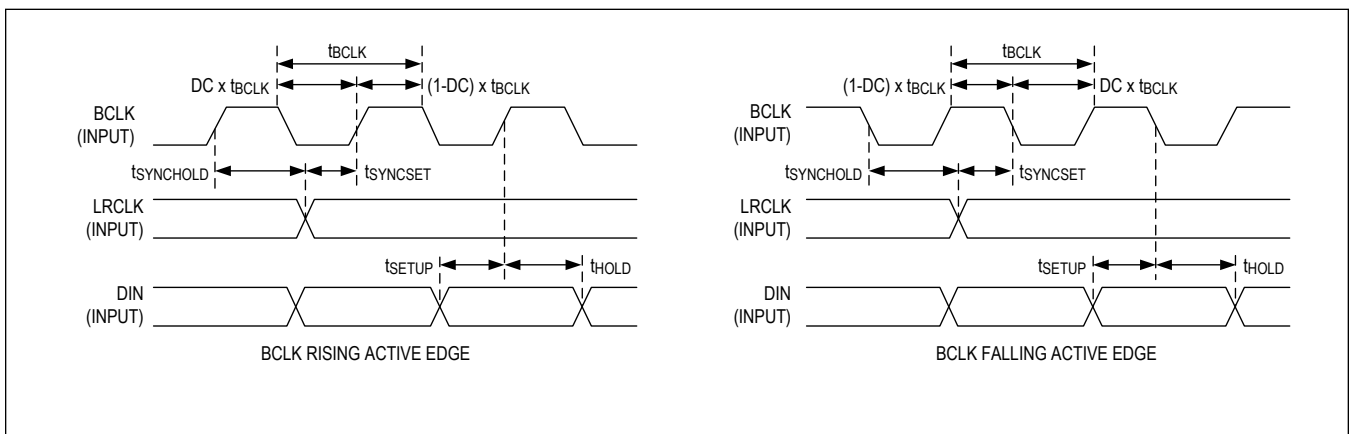 tBCLK
DC x tBCLK
(1-DC) x tBCLK
BCLK
(INPUT)
tSYNCHOLD
tSYNCSET
LRCLK
(INPUT)
tSETUP
tHOLD
DIN
(INPUT)
BCLK RISING ACTIVE EDGE
tBCLK
(1-DC) x tBCLK
DC x tBCLK
BCLK
(INPUT)
tSYNCHOLD
tSYNCSET
LRCLK
(INPUT)
tSETUP
tHOLD
DIN
(INPUT)
BCLK FALLING ACTIVE EDGE